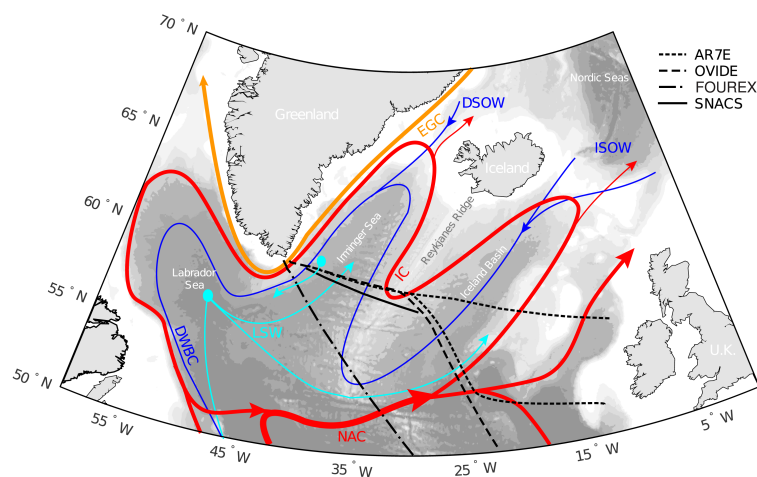 70 ° N
AR7E
Nordic Seas
OVIDE
FOUREX
DSOW
SNACS
65 ° N
Greenland
EGC
ISOW
Iceland
60 ° N
Irminger Sea
Reykjanes Ridge
Labrador
Sea
IC
Iceland Basin
55 ° N
LSW
DWBC
U.K.
50 ° N
NAC
55 ° W
45 ° W
35 ° W
25 ° W
15 ° W
5 ° W